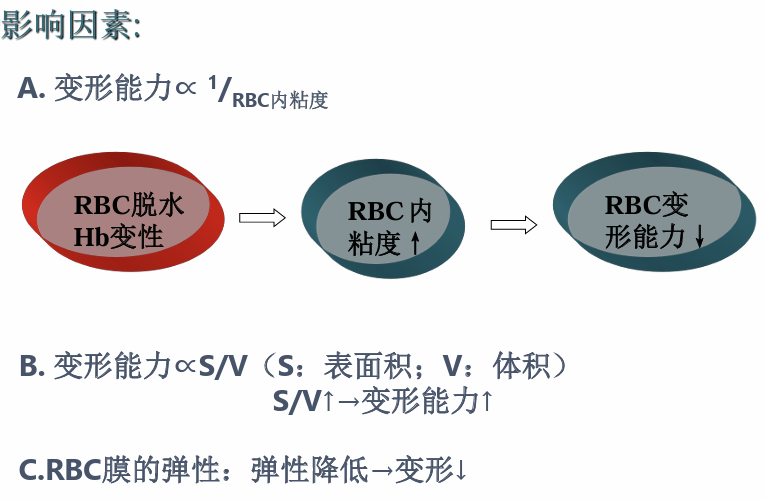 影响因素:
A. 变形能力∝ 1/RBC内粘度
RBC脱水
Hb变性
RBC 内
粘度↑
RBC变
形能力↓
B. 变形能力∝S/V（S：表面积；V：体积）
S/V↑→变形能力↑
C.RBC膜的弹性：弹性降低→变形↓